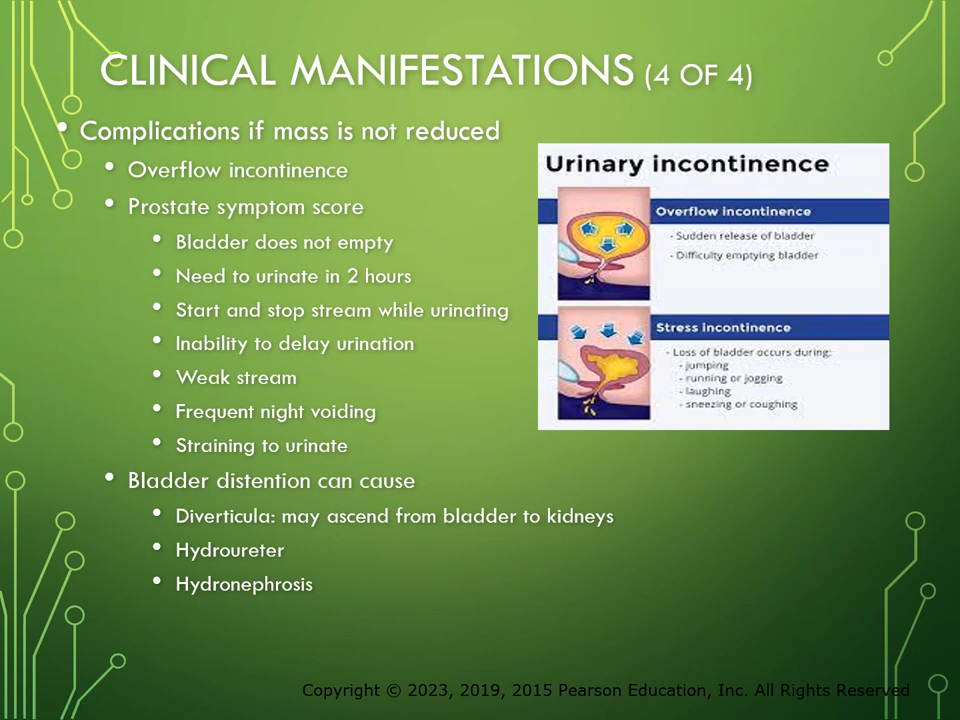 CLINICAL MANIFESTATIONS (4 OF 4)
• Complications if mass is not reduced
• Overflow incontinence
• Prostate symptom score
• Bladder does not empty
• Need to urinate in 2 hours
• Start and stop stream while urinating
• Inability to delay urination
• Weak stream
• Frequent night voiding
• Straining to urinate
• Bladder distention can cause
• Diverticula: may ascend from bladder to kidneys
• Hydroureter
• Hydronephrosis
Urinary incontinence
Overflow incontinence
- Sudden release of bladder
- Difficulty emptying bladder
Stress incontinence
- Loss of bladder occurs during:
- jumping
- running or jogging
- laughing
- sneezing or coughing
Copyright © 2023, 2019, 2015 Pearson Education, Inc. All Rights Reserved